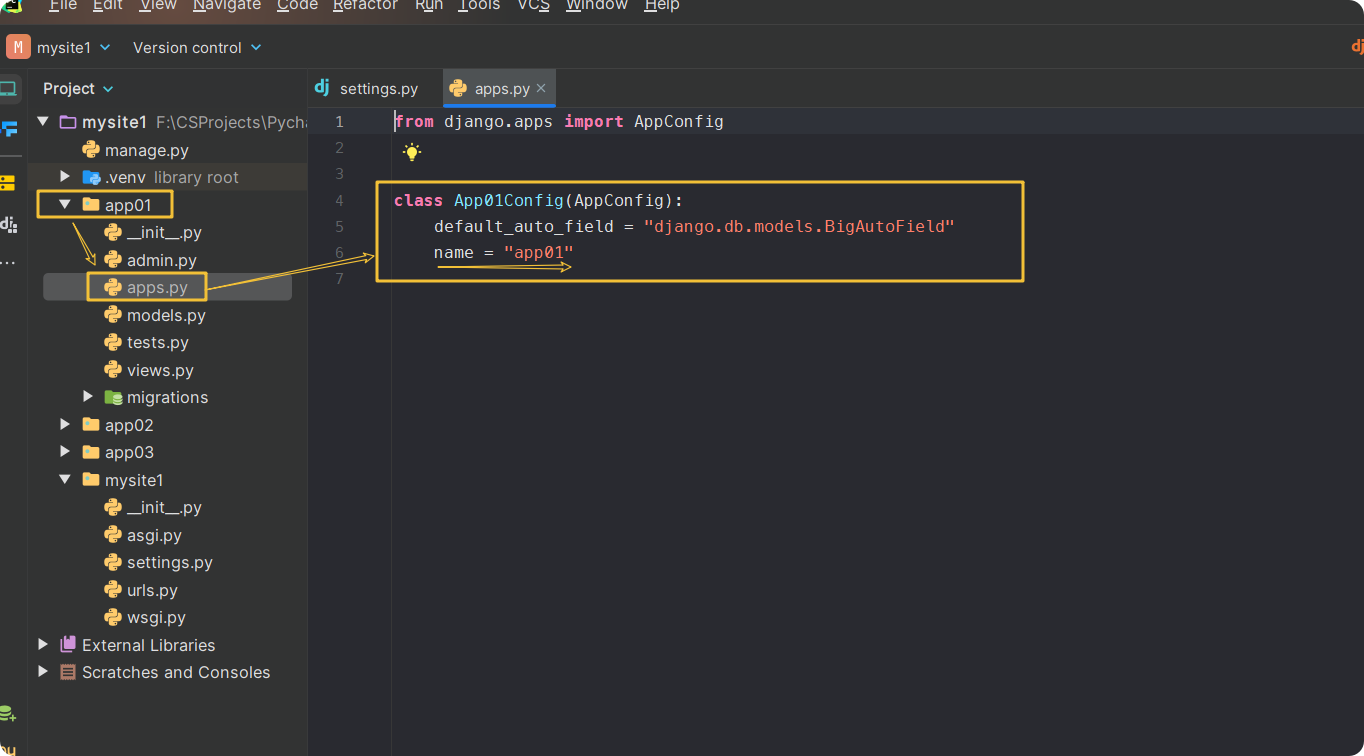 File Edit View Navigate Code Refactor Run Tools VCS Window Help
M mysite1 Version control
Project
mysite1 F:\CSProjects\Pych
manage.py
.venv library root
app01
__init__.py
admin.py
apps.py
models.py
tests.py
views.py
migrations
app02
app03
mysite1
__init__.py
asgi.py
settings.py
urls.py
wsgi.py
External Libraries
Scratches and Consoles
dj settings.py apps.py
1 from django.apps import AppConfig
2
3
4 class App01Config(AppConfig):
5 default_auto_field = "django.db.models.BigAutoField"
6 name = "app01"
7